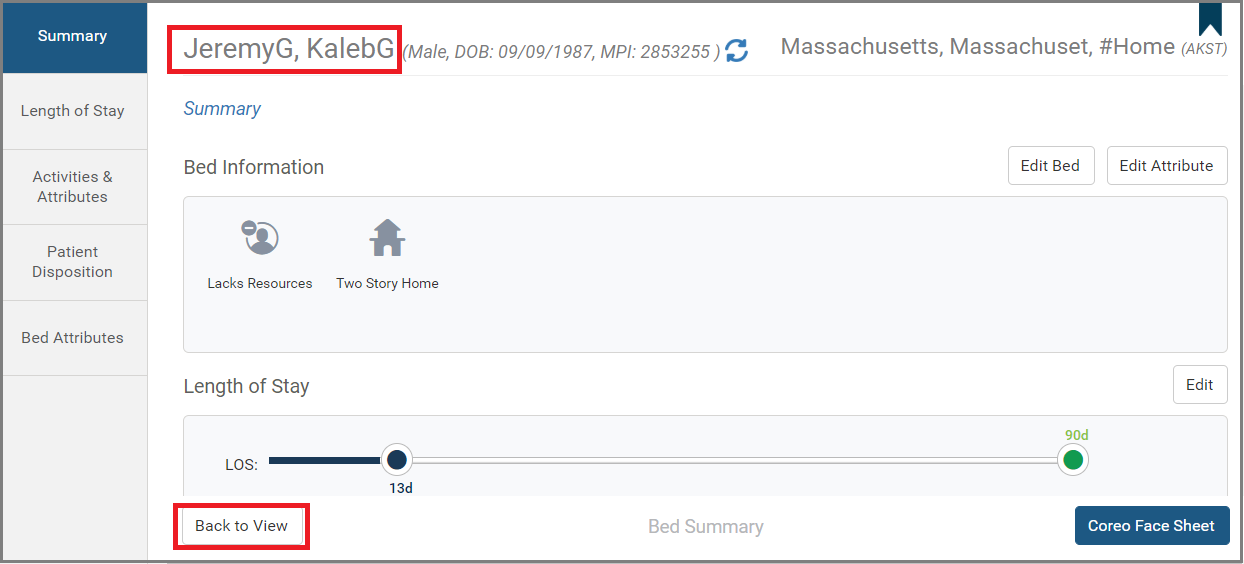 Summary
Length of Stay
Activities &
Attributes
Patient
Disposition
Bed Attributes
JeremyG, KalebG (Male, DOB: 09/09/1987, MPI: 2853255 )
Massachusetts, Massachuset, #Home (AKST)
Summary
Bed Information
Edit Bed
Edit Attribute
Lacks Resources
Two Story Home
Length of Stay
Edit
90d
LOS:
13d
Back to View
Bed Summary
Coreo Face Sheet